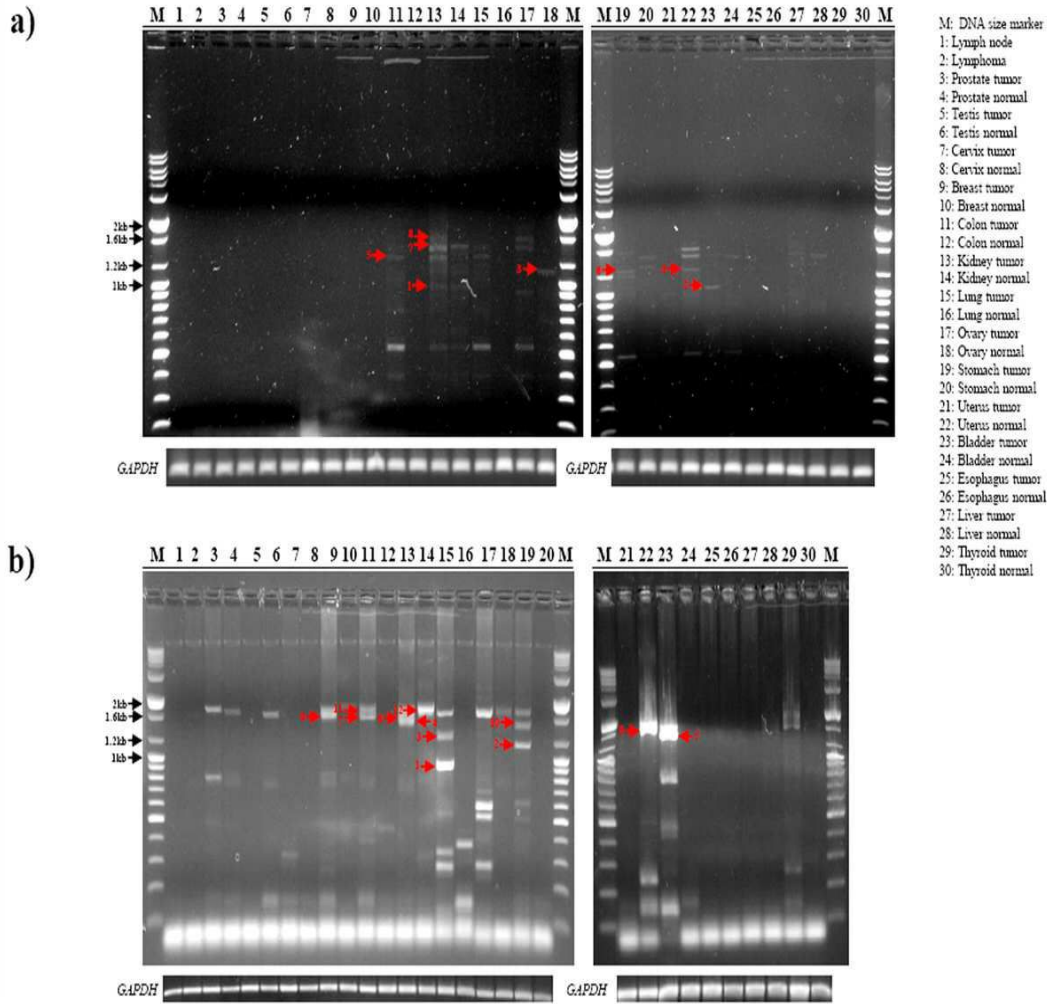 a)
M 1 2 3 4 5 6 7 8 9 10 11 12 13 14 15 16 17 18 M
19 20 21 22 23 24 25 26 27 28 29 30 M
2kb
1.6kb
1.2kb
1kb
GAPDH
GAPDH
M: DNA size marker
1: Lymph node
2: Lymphoma
3: Prostate tumor
4: Prostate normal
5: Testis tumor
6: Testis normal
7: Cervix tumor
8: Cervix normal
9: Breast tumor
10: Breast normal
11: Colon tumor
12: Colon normal
13: Kidney tumor
14: Kidney normal
15: Lung tumor
16: Lung normal
17: Ovary tumor
18: Ovary normal
19: Stomach tumor
20: Stomach normal
21: Uterus tumor
22: Uterus normal
23: Bladder tumor
24: Bladder normal
25: Esophagus tumor
26: Esophagus normal
27: Liver tumor
28: Liver normal
29: Thyroid tumor
30: Thyroid normal
b)
M 1 2 3 4 5 6 7 8 9 10 11 12 13 14 15 16 17 18 19 20 M
M 21 22 23 24 25 26 27 28 29 30 M
2kb
1.6kb
1.2kb
1kb
GAPDH
GAPDH